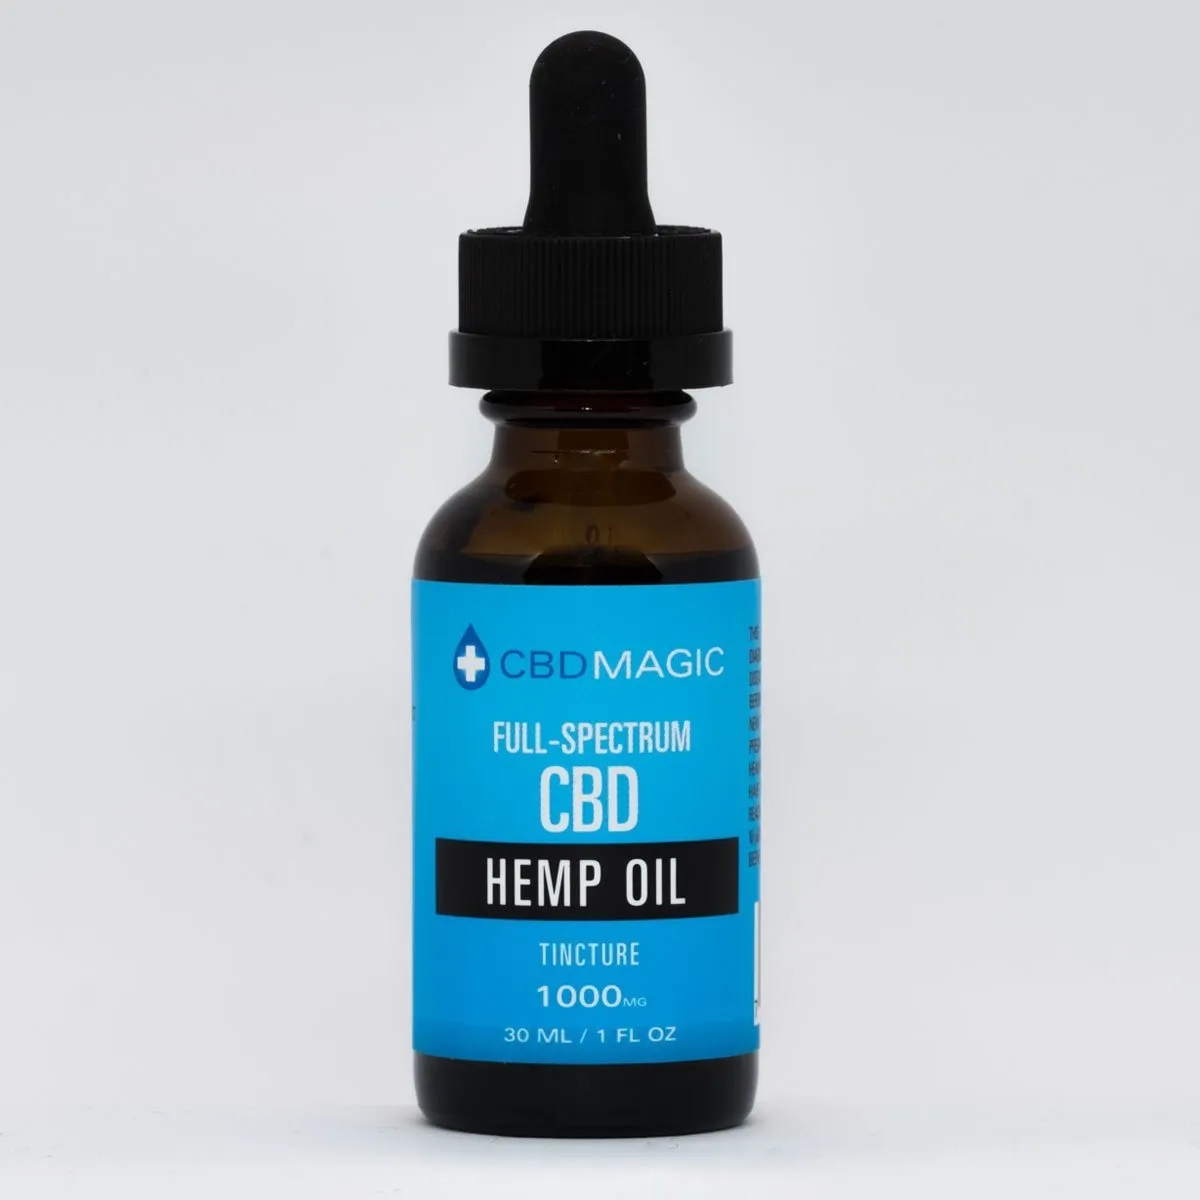 CBDMAGIC
FULL-SPECTRUM
CBD
HEMP OIL
TINCTURE
1000MG
30 ML / 1 FL OZ